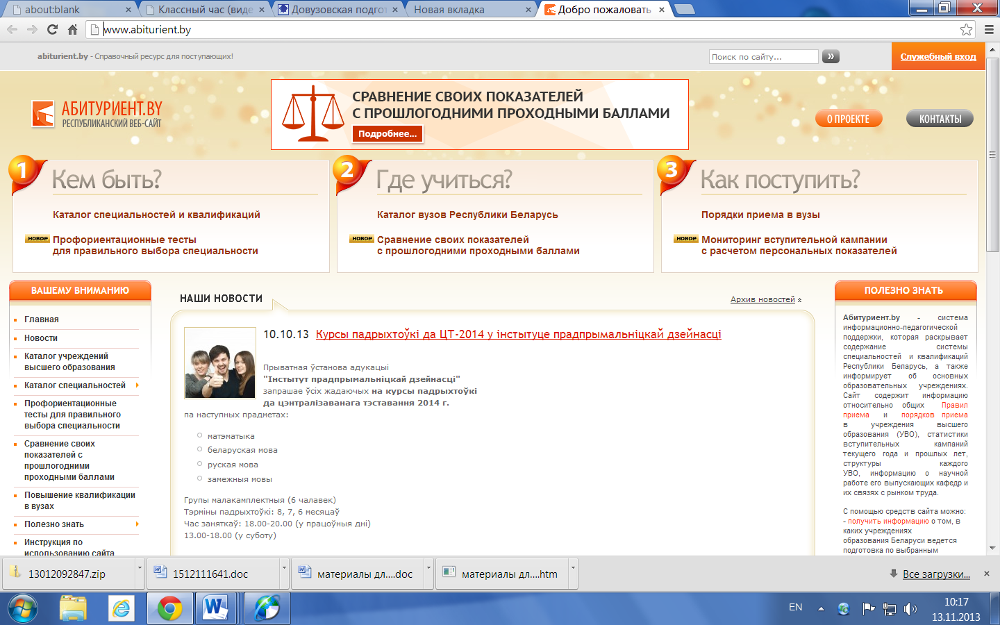 about:blank
Классный час (виде
Довузовская подгот
Новая вкладка
Добро пожаловать
www.abiturient.by
abiturient.by - Справочный ресурс для поступающих!
Поиск по сайту...
»
Служебный вход
АБИТУРИЕНТ.BY
РЕСПУБЛИКАНСКИЙ ВЕБ-САЙТ
СРАВНЕНИЕ СВОИХ ПОКАЗАТЕЛЕЙ
С ПРОШЛОГОДНИМИ ПРОХОДНЫМИ БАЛЛАМИ
Подробнее...
О ПРОЕКТЕ
КОНТАКТЫ
1
Кем быть?
Каталог специальностей и квалификаций
новое
Профориентационные тесты
для правильного выбора специальности
2
Где учиться?
Каталог вузов Республики Беларусь
новое
Сравнение своих показателей
с прошлогодними проходными баллами
3
Как поступить?
Порядки приема в вузы
новое
Мониторинг вступительной кампании
с расчетом персональных показателей
ВАШЕМУ ВНИМАНИЮ
Главная
Новости
Каталог учреждений
высшего образования
Каталог специальностей
Профориентационные
тесты для правильного
выбора специальности
Сравнение своих
показателей с
прошлогодними
проходными баллами
Повышение квалификации
в вузах
Полезно знать
Инструкция по
использованию сайта
НАШИ НОВОСТИ
Архив новостей
10.10.13 Курсы падрыхтоўкі да ЦТ-2014 у інстытуце прадпрымальніцкай дзейнасці
Прыватная ўстанова адукацыі
"Інстытут прадпрымальніцкай дзейнасці"
запрашае ўсіх жадаючых на курсы падрыхтоўкі
да цэнтралізаванага тэставання 2014 г.
па наступных прадметах:
матэматыка
беларуская мова
руская мова
замежныя мовы
Групы малакамплектныя (6 чалавек)
Тэрміны падрыхтоўкі: 8, 7, 6 месяцаў
Час заняткаў: 18.00-20.00 (у працоўныя дні)
13.00-18.00 (у суботу)
ПОЛЕЗНО ЗНАТЬ
Абитуриент.by - система
информационно-педагогической
поддержки, которая раскрывает
содержание системы
специальностей и квалификаций
Республики Беларусь, а также
информирует об основных
образовательных учреждениях.
Сайт содержит информацию
относительно общих Правил
приема и порядков приема
в учреждения высшего
образования (УВО), статистики
вступительных кампаний
текущего года и прошлых лет,
структуры каждого
УВО, информацию о научной
работе его выпускающих кафедр и
их связях с рынком труда.
С помощью средств сайта можно:
- получить информацию о том, в
каких учреждениях
образования Беларуси ведется
подготовка по выбранным
13012092847.zip
1512111641.doc
материалы дл....doc
материалы дл....htm
Все загрузки...
EN
10:17
13.11.2013